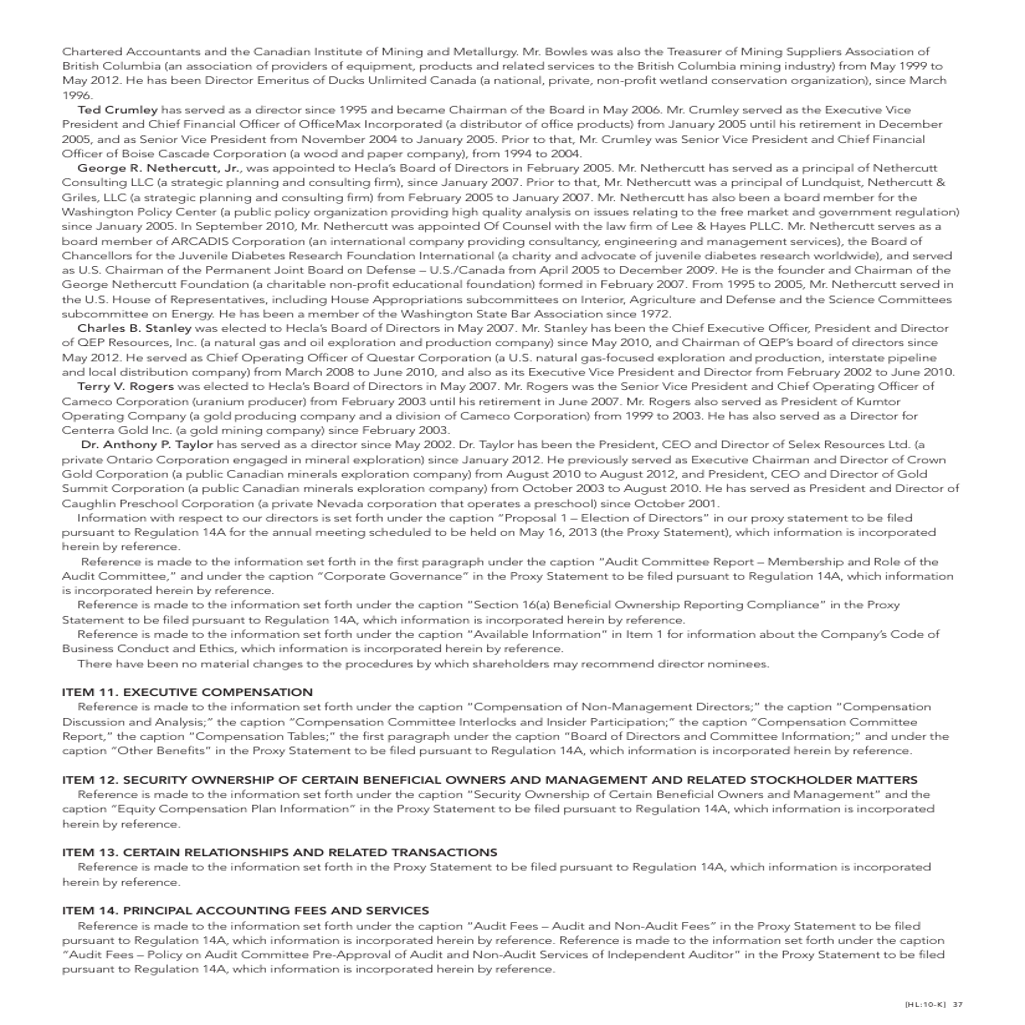 Chartered Accountants and the Canadian Institute of Mining and Metallurgy. Mr. Bowles was also the Treasurer of Mining Suppliers Association of
British Columbia (an association of providers of equipment, products and related services to the British Columbia mining industry) from May 1999 to
May 2012. He has been Director Emeritus of Ducks Unlimited Canada (a national, private, non-profit wetland conservation organization), since March
1996.
Ted Crumley has served as a director since 1995 and became Chairman of the Board in May 2006. Mr. Crumley served as the Executive Vice
President and Chief Financial Officer of OfficeMax Incorporated (a distributor of office products) from January 2005 until his retirement in December
2005, and as Senior Vice President from November 2004 to January 2005. Prior to that, Mr. Crumley was Senior Vice President and Chief Financial
Officer of Boise Cascade Corporation (a wood and paper company), from 1994 to 2004.
George R. Nethercutt, Jr., was appointed to Hecla's Board of Directors in February 2005. Mr. Nethercutt has served as a principal of Nethercutt
Consulting LLC (a strategic planning and consulting firm), since January 2007. Prior to that, Mr. Nethercutt was a principal of Lundquist, Nethercutt &
Griles, LLC (a strategic planning and consulting firm) from February 2005 to January 2007. Mr. Nethercutt has also been a board member for the
Washington Policy Center (a public policy organization providing high quality analysis on issues relating to the free market and government regulation)
since January 2005. In September 2010, Mr. Nethercutt was appointed Of Counsel with the law firm of Lee & Hayes PLLC. Mr. Nethercutt serves as a
board member of ARCADIS Corporation (an international company providing consultancy, engineering and management services), the Board of
Chancellors for the Juvenile Diabetes Research Foundation International (a charity and advocate of juvenile diabetes research worldwide), and served
as U.S. Chairman of the Permanent Joint Board on Defense – U.S./Canada from April 2005 to December 2009. He is the founder and Chairman of the
George Nethercutt Foundation (a charitable non-profit educational foundation) formed in February 2007. From 1995 to 2005, Mr. Nethercutt served in
the U.S. House of Representatives, including House Appropriations subcommittees on Interior, Agriculture and Defense and the Science Committees
subcommittee on Energy. He has been a member of the Washington State Bar Association since 1972.
Charles B. Stanley was elected to Hecla's Board of Directors in May 2007. Mr. Stanley has been the Chief Executive Officer, President and Director
of QEP Resources, Inc. (a natural gas and oil exploration and production company) since May 2010, and Chairman of QEP's board of directors since
May 2012. He served as Chief Operating Officer of Questar Corporation (a U.S. natural gas-focused exploration and production, interstate pipeline
and local distribution company) from March 2008 to June 2010, and also as its Executive Vice President and Director from February 2002 to June 2010.
Terry V. Rogers was elected to Hecla's Board of Directors in May 2007. Mr. Rogers was the Senior Vice President and Chief Operating Officer of
Cameco Corporation (uranium producer) from February 2003 until his retirement in June 2007. Mr. Rogers also served as President of Kumtor
Operating Company (a gold producing company and a division of Cameco Corporation) from 1999 to 2003. He has also served as a Director for
Centerra Gold Inc. (a gold mining company) since February 2003.
Dr. Anthony P. Taylor has served as a director since May 2002. Dr. Taylor has been the President, CEO and Director of Selex Resources Ltd. (a
private Ontario Corporation engaged in mineral exploration) since January 2012. He previously served as Executive Chairman and Director of Crown
Gold Corporation (a public Canadian minerals exploration company) from August 2010 to August 2012, and President, CEO and Director of Gold
Summit Corporation (a public Canadian minerals exploration company) from October 2003 to August 2010. He has served as President and Director of
Caughlin Preschool Corporation (a private Nevada corporation that operates a preschool) since October 2001.
Information with respect to our directors is set forth under the caption “Proposal 1 – Election of Directors” in our proxy statement to be filed
pursuant to Regulation 14A for the annual meeting scheduled to be held on May 16, 2013 (the Proxy Statement), which information is incorporated
herein by reference.
Reference is made to the information set forth in the first paragraph under the caption “Audit Committee Report – Membership and Role of the
Audit Committee,” and under the caption “Corporate Governance” in the Proxy Statement to be filed pursuant to Regulation 14A, which information
is incorporated herein by reference.
Reference is made to the information set forth under the caption “Section 16(a) Beneficial Ownership Reporting Compliance” in the Proxy
Statement to be filed pursuant to Regulation 14A, which information is incorporated herein by reference.
Reference is made to the information set forth under the caption “Available Information” in Item 1 for information about the Company's Code of
Business Conduct and Ethics, which information is incorporated herein by reference.
There have been no material changes to the procedures by which shareholders may recommend director nominees.
ITEM 11. EXECUTIVE COMPENSATION
Reference is made to the information set forth under the caption “Compensation of Non-Management Directors;” the caption “Compensation
Discussion and Analysis;” the caption “Compensation Committee Interlocks and Insider Participation;” the caption “Compensation Committee
Report,” the caption “Compensation Tables;” the first paragraph under the caption “Board of Directors and Committee Information;” and under the
caption “Other Benefits” in the Proxy Statement to be filed pursuant to Regulation 14A, which information is incorporated herein by reference.
ITEM 12. SECURITY OWNERSHIP OF CERTAIN BENEFICIAL OWNERS AND MANAGEMENT AND RELATED STOCKHOLDER MATTERS
Reference is made to the information set forth under the caption “Security Ownership of Certain Beneficial Owners and Management” and the
caption “Equity Compensation Plan Information” in the Proxy Statement to be filed pursuant to Regulation 14A, which information is incorporated
herein by reference.
ITEM 13. CERTAIN RELATIONSHIPS AND RELATED TRANSACTIONS
Reference is made to the information set forth in the Proxy Statement to be filed pursuant to Regulation 14A, which information is incorporated
herein by reference.
ITEM 14. PRINCIPAL ACCOUNTING FEES AND SERVICES
Reference is made to the information set forth under the caption “Audit Fees – Audit and Non-Audit Fees” in the Proxy Statement to be filed
pursuant to Regulation 14A, which information is incorporated herein by reference. Reference is made to the information set forth under the caption
“Audit Fees – Policy on Audit Committee Pre-Approval of Audit and Non-Audit Services of Independent Auditor” in the Proxy Statement to be filed
pursuant to Regulation 14A, which information is incorporated herein by reference.
[HL:10-K] 37